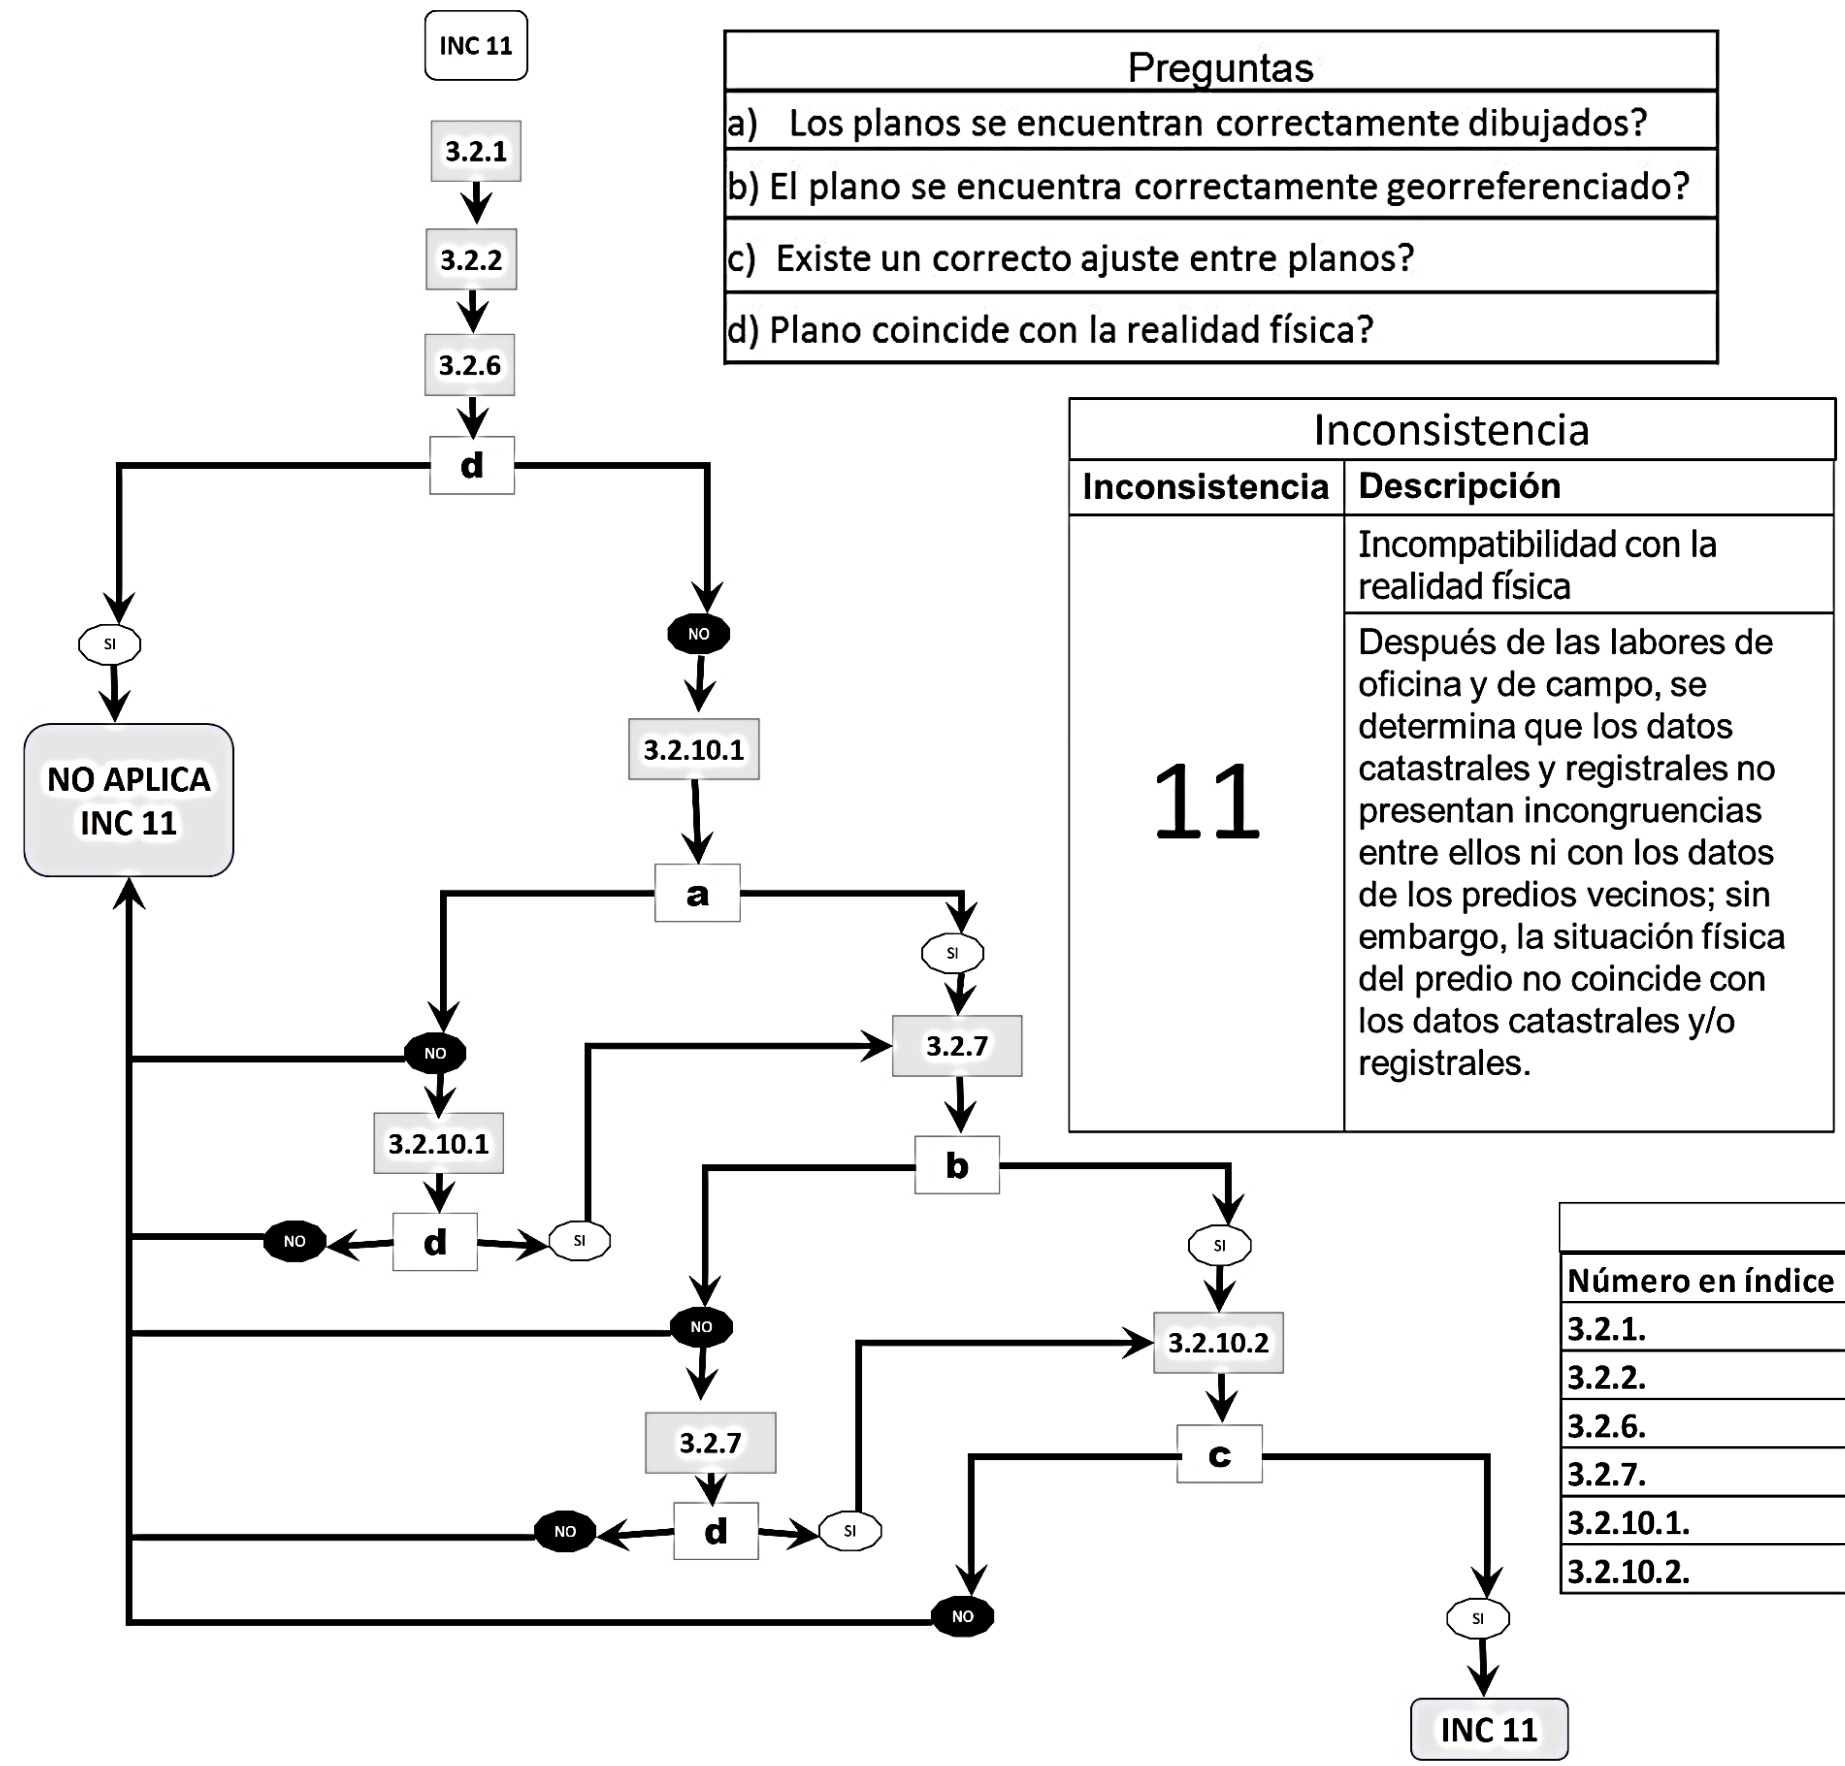 INC 11
3.2.1
3.2.2
3.2.6
d
SI
NO
NO APLICA
INC 11
3.2.10.1
a
SI
NO
3.2.7
3.2.10.1
b
d
NO
SI
SI
NO
3.2.10.2
3.2.7
c
d
NO
SI
NO
SI
INC 11
Preguntas
a) Los planos se encuentran correctamente dibujados?
b) El plano se encuentra correctamente georreferenciado?
c) Existe un correcto ajuste entre planos?
d) Plano coincide con la realidad física?
Inconsistencia
Inconsistencia
Descripción
11
Incompatibilidad con la
realidad física
Después de las labores de
oficina y de campo, se
determina que los datos
catastrales y registrales no
presentan incongruencias
entre ellos ni con los datos
de los predios vecinos; sin
embargo, la situación física
del predio no coincide con
los datos catastrales y/o
registrales.
Número en índice
3.2.1.
3.2.2.
3.2.6.
3.2.7.
3.2.10.1.
3.2.10.2.